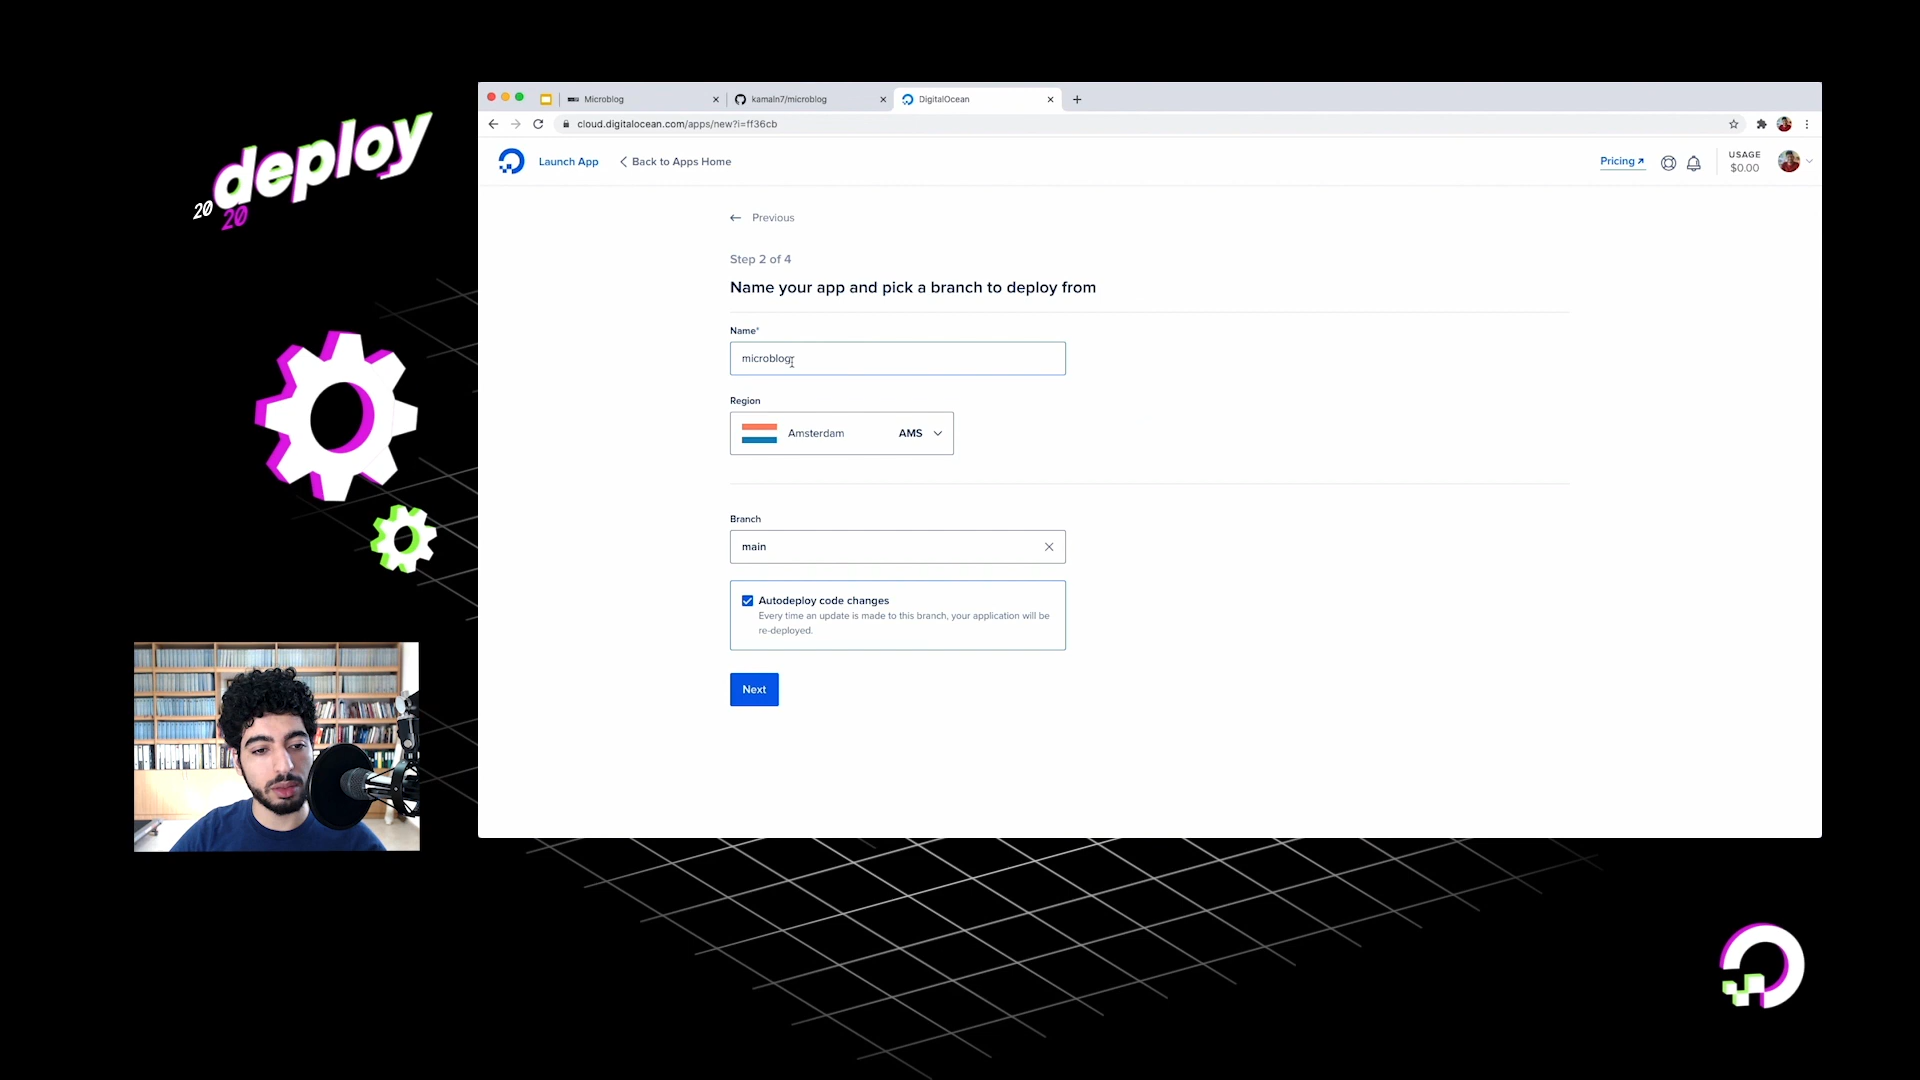 deploy
20
20
Microblog
kamaln7/microblog
DigitalOcean
cloud.digitalocean.com/apps/new?i=ff36cb
Launch App
Back to Apps Home
Pricing
USAGE
$0.00
Previous
Step 2 of 4
Name your app and pick a branch to deploy from
Name*
microblog
Region
Amsterdam AMS
Branch
main
Autodeploy code changes
Every time an update is made to this branch, your application will be
re-deployed.
Next